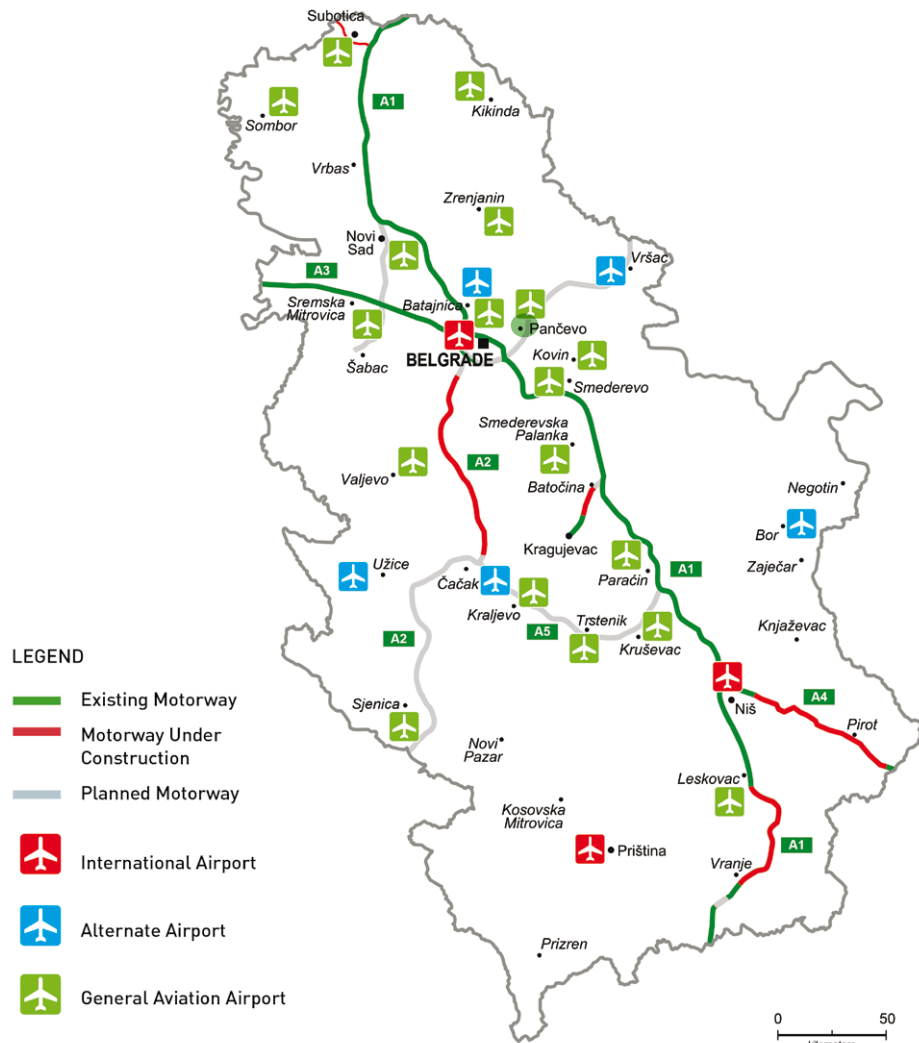 Subotica
A1
Kikinda
Sombor
Vrbas
Zrenjanin
Novi
Sad
Vršac
A3
Sremska
Mitrovica
Batajnica
Pančevo
BELGRADE
Kovin
Šabac
Smederevo
Smederevska
Palanka
A2
Valjevo
Batočina
Negotin
Bor
Kragujevac
Zaječar
Užice
Čačak
Paraćin
A1
Kraljevo
A5
Trstenik
Kruševac
Knjaževac
A2
LEGEND
Existing Motorway
Motorway Under
Construction
Planned Motorway
International Airport
Alternate Airport
General Aviation Airport
Sjenica
Niš
A4
Pirot
Novi
Pazar
Leskovac
Kosovska
Mitrovica
Priština
Vranje
A1
Prizren
0 50
kilometers